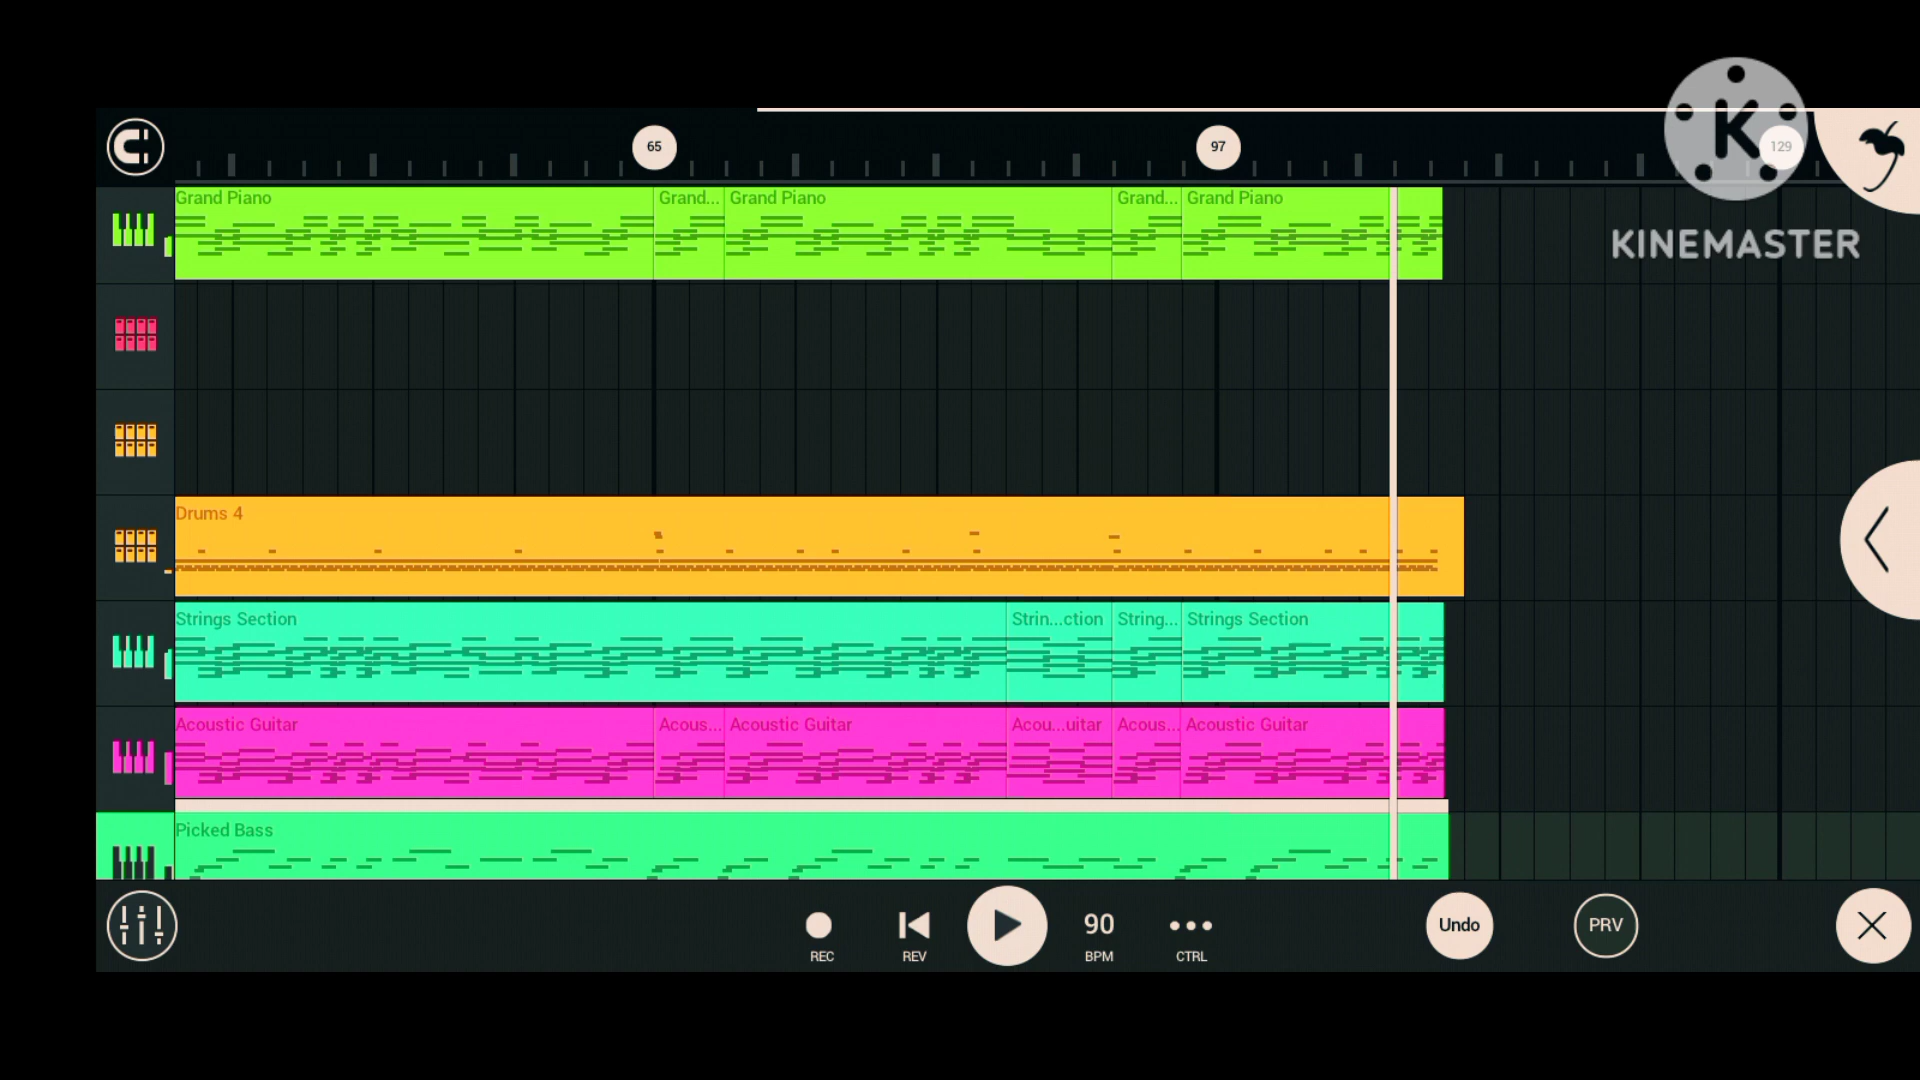 65
97
129
KINEMASTER
Grand Piano
Grand...
Grand Piano
Grand...
Grand Piano
Drums 4
Strings Section
Strin...ction
String...
Strings Section
Acoustic Guitar
Acous...
Acoustic Guitar
Acou...uitar
Acous...
Acoustic Guitar
Picked Bass
REC
REV
90
BPM
CTRL
Undo
PRV